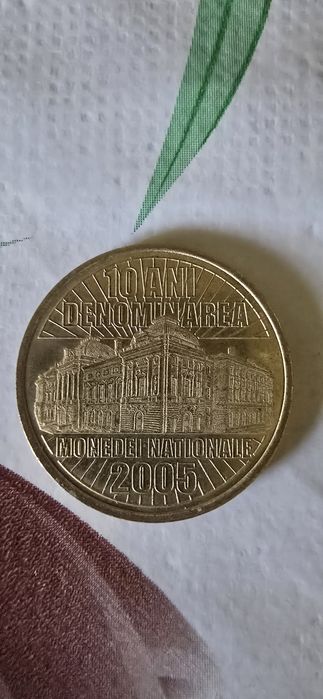 10 ANI
DENOMINAREA
MONEDEI NATIONALE
2005